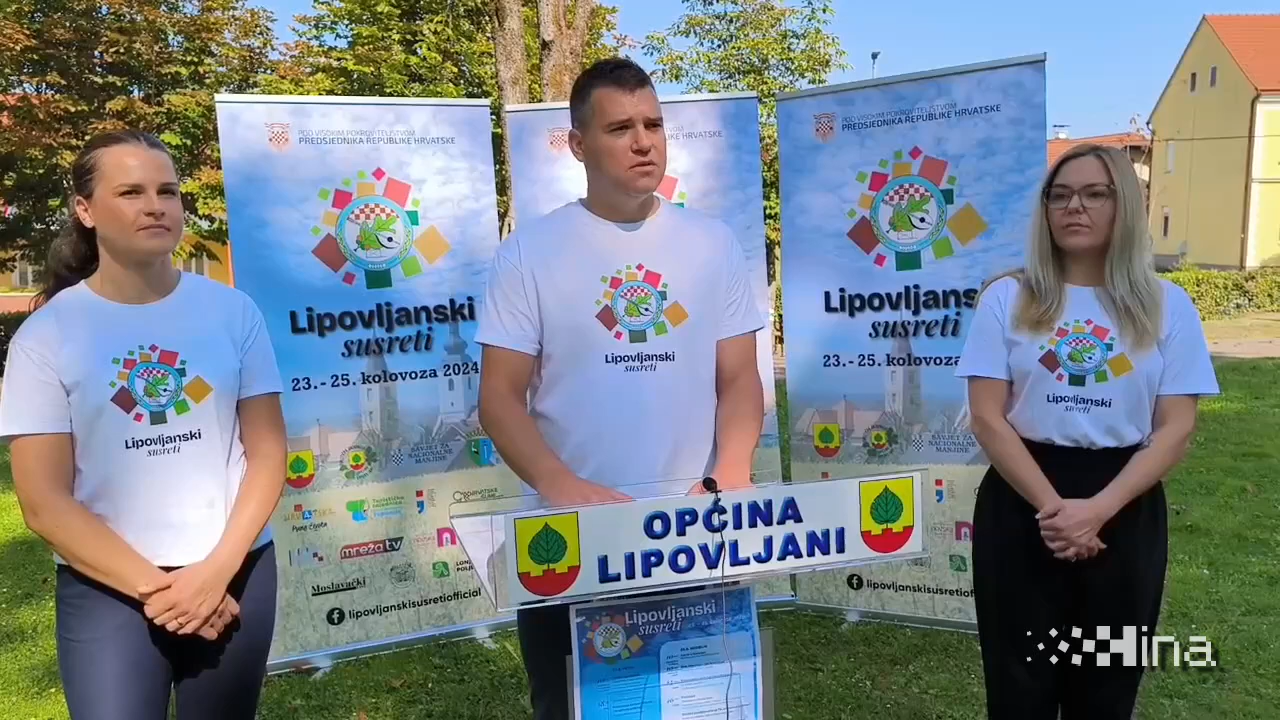 POD VISOKIM POKROVITELJSTVOM
PREDSJEDNIKA REPUBLIKE HRVATSKE
Lipovljanski
susreti
23.- 25. kolovoza 2024
mreža tv
Moslavački
lipovljanskisusretiofficial
POD VISOKIM POKROVITELJSTVOM
PREDSJEDNIKA REPUBLIKE HRVATSKE
Lipovljans
susreti
23.- 25. kolovoza
SAVJET ZA
NACIONALNE
MANJINE
SAVJET ZA
NACIONALNE
MANJINE
lipovljanskisusretiof
Lipovljanski
susreti
Lipovljanski
susreti
Lipovljanski
susreti
OPĆINA
LIPOVLJANI
Lipovljanski
susreti
Hina